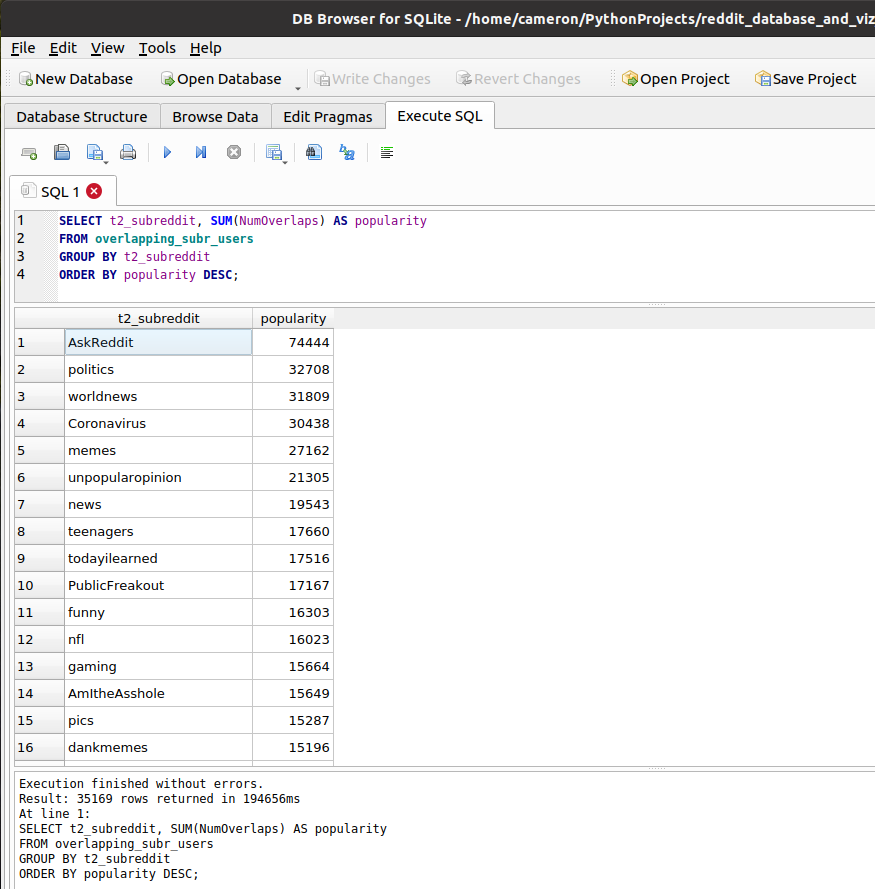 DB Browser for SQLite - /home/cameron/PythonProjects/reddit_database_and_viz
File Edit View Tools Help
New Database Open Database Write Changes Revert Changes Open Project Save Project
Database Structure Browse Data Edit Pragmas Execute SQL
SQL 1
1 SELECT t2_subreddit, SUM(NumOverlaps) AS popularity
2 FROM overlapping_subr_users
3 GROUP BY t2_subreddit
4 ORDER BY popularity DESC;
t2_subreddit popularity
1 AskReddit 74444
2 politics 32708
3 worldnews 31809
4 Coronavirus 30438
5 memes 27162
6 unpopularopinion 21305
7 news 19543
8 teenagers 17660
9 todayilearned 17516
10 PublicFreakout 17167
11 funny 16303
12 nfl 16023
13 gaming 15664
14 AmItheAsshole 15649
15 pics 15287
16 dankmemes 15196
Execution finished without errors.
Result: 35169 rows returned in 194656ms
At line 1:
SELECT t2_subreddit, SUM(NumOverlaps) AS popularity
FROM overlapping_subr_users
GROUP BY t2_subreddit
ORDER BY popularity DESC;